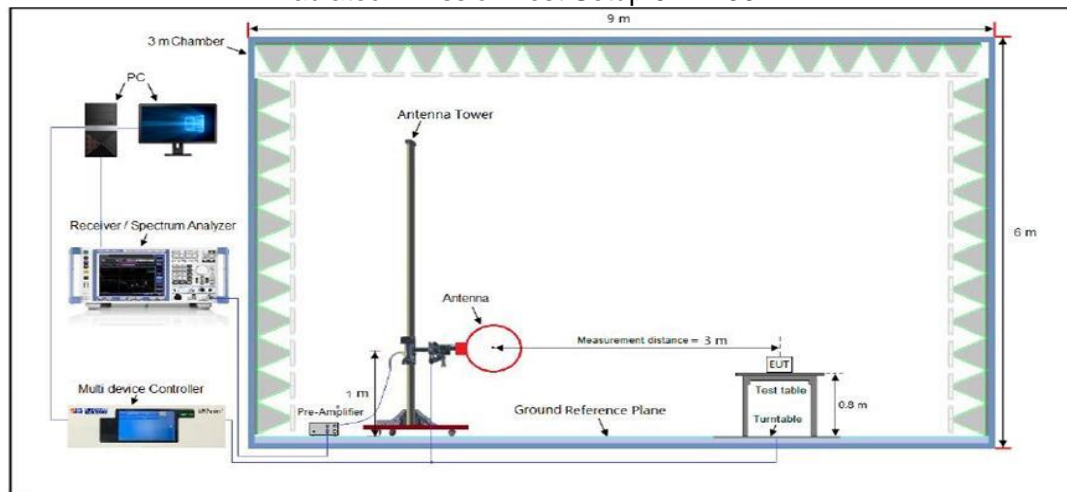 9 m
3 m Chamber
PC
Antenna Tower
Receiver / Spectrum Analyzer
6 m
Antenna
Measurement distance = 3 m
EUT
1 m
Multi device Controller
Test table
0.8 m
Pre-Amplifier
Ground Reference Plane
Turntable